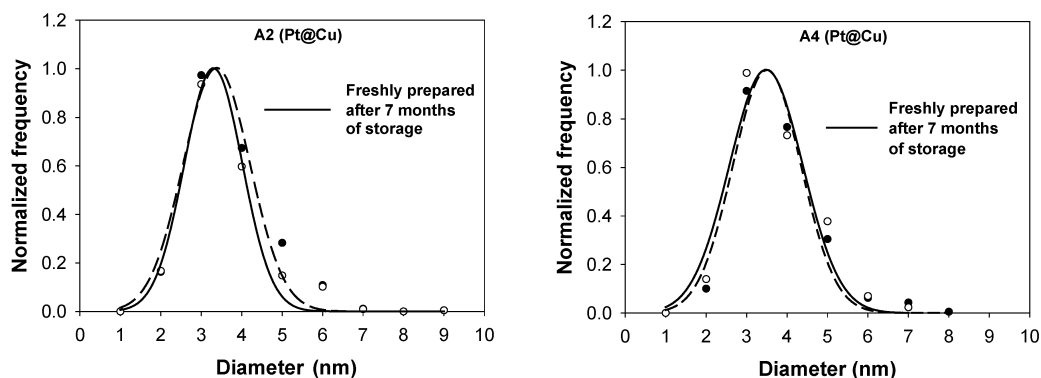 A2 (Pt@Cu)
Normalized frequency
1.2
1.0
0.8
0.6
0.4
0.2
0.0
Freshly prepared
after 7 months
of storage
0 1 2 3 4 5 6 7 8 9 10
Diameter (nm)
A4 (Pt@Cu)
Normalized frequency
1.2
1.0
0.8
0.6
0.4
0.2
0.0
Freshly prepared
after 7 months
of storage
0 1 2 3 4 5 6 7 8 9 10
Diameter (nm)